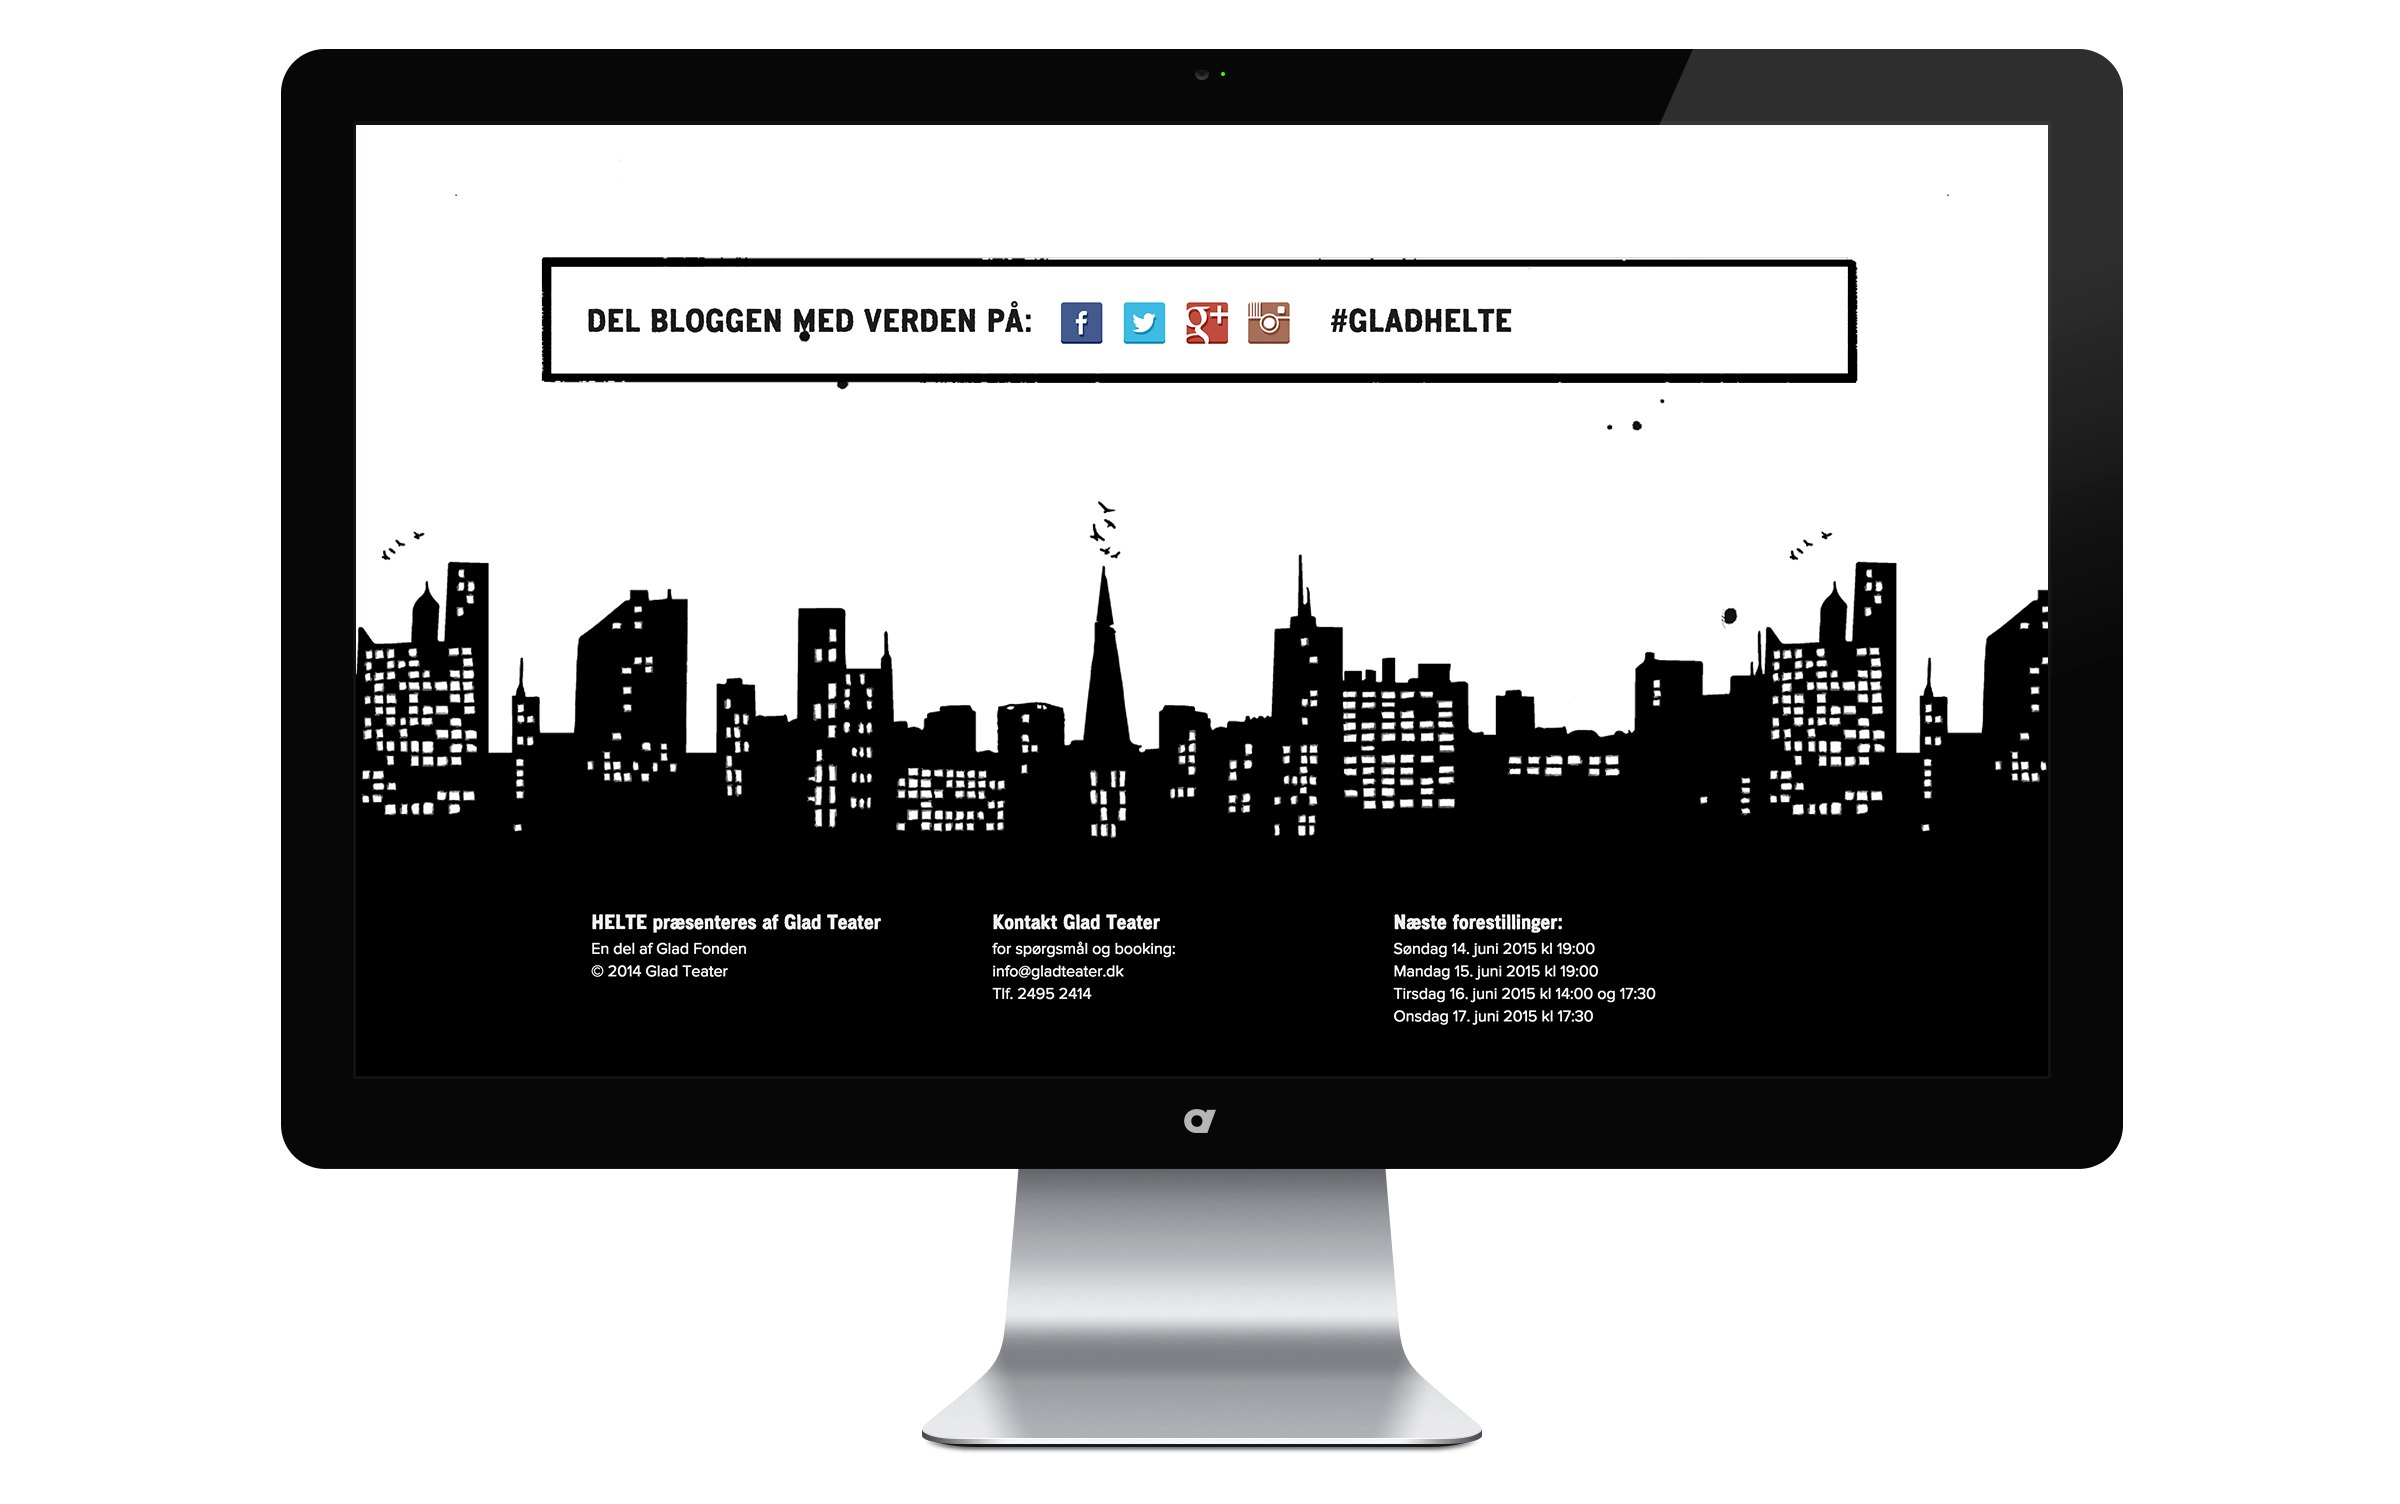 DEL BLOGGEN MED VERDEN PÅ: f g+ #GLADHELTE
HELTE præsenteres af Glad Teater
En del af Glad Fonden
© 2014 Glad Teater
Kontakt Glad Teater
for spørgsmål og booking:
info@gladteater.dk
Tlf. 2495 2414
Næste forestillinger:
Søndag 14. juni 2015 kl 19:00
Mandag 15. juni 2015 kl 19:00
Tirsdag 16. juni 2015 kl 14:00 og 17:30
Onsdag 17. juni 2015 kl 17:30